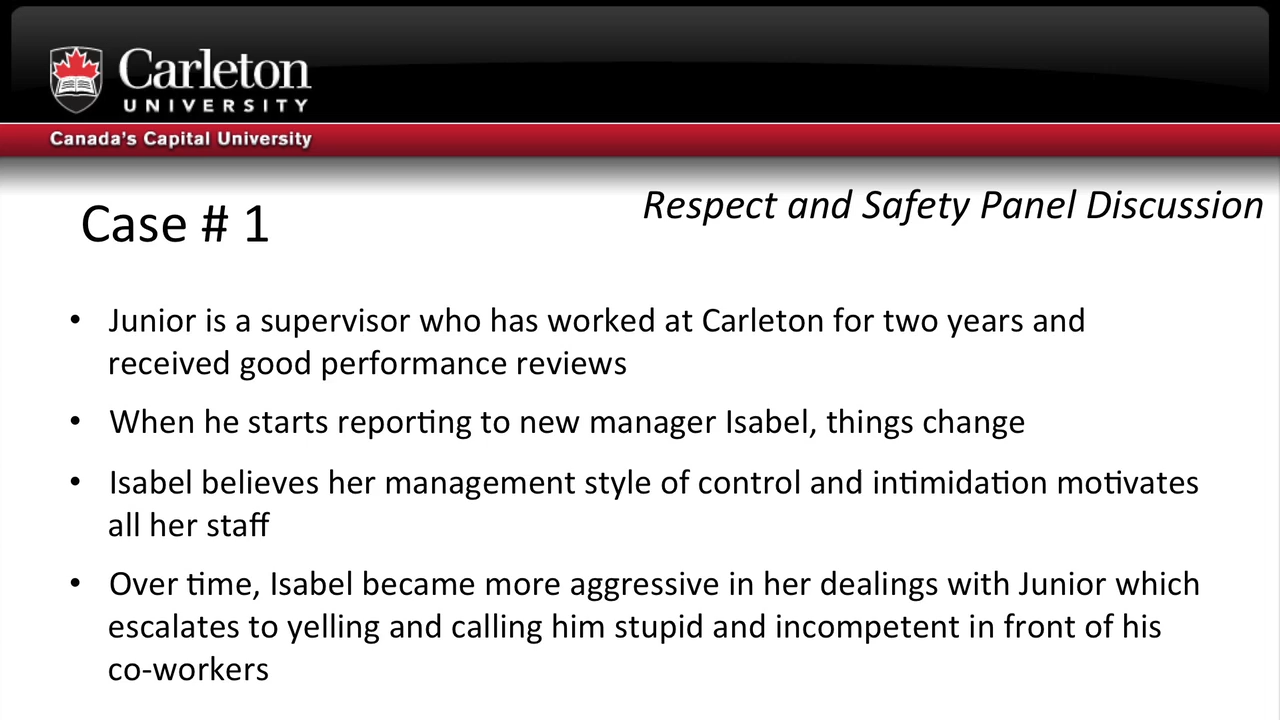 Carleton
UNIVERSITY
Canada's Capital University
Respect and Safety Panel Discussion
Case # 1
• Junior is a supervisor who has worked at Carleton for two years and
received good performance reviews
• When he starts reporting to new manager Isabel, things change
• Isabel believes her management style of control and intimidation motivates
all her staff
• Over time, Isabel became more aggressive in her dealings with Junior which
escalates to yelling and calling him stupid and incompetent in front of his
co-workers